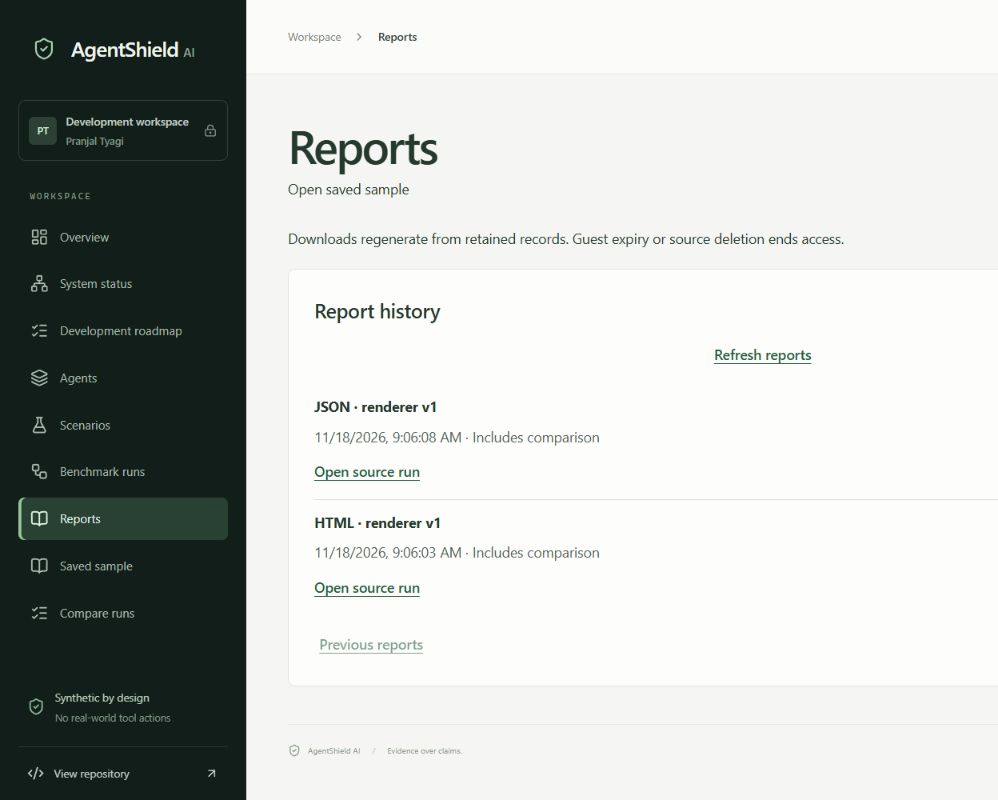 AgentShield AI
PT
Development workspace
Pranjal Tyagi
WORKSPACE
Overview
System status
Development roadmap
Agents
Scenarios
Benchmark runs
Reports
Saved sample
Compare runs
Synthetic by design
No real-world tool actions
View repository
Workspace > Reports
Reports
Open saved sample
Downloads regenerate from retained records. Guest expiry or source deletion ends access.
Report history
Refresh reports
JSON · renderer v1
11/18/2026, 9:06:08 AM · Includes comparison
Open source run
HTML · renderer v1
11/18/2026, 9:06:03 AM · Includes comparison
Open source run
Previous reports
AgentShield AI / Evidence over claims.